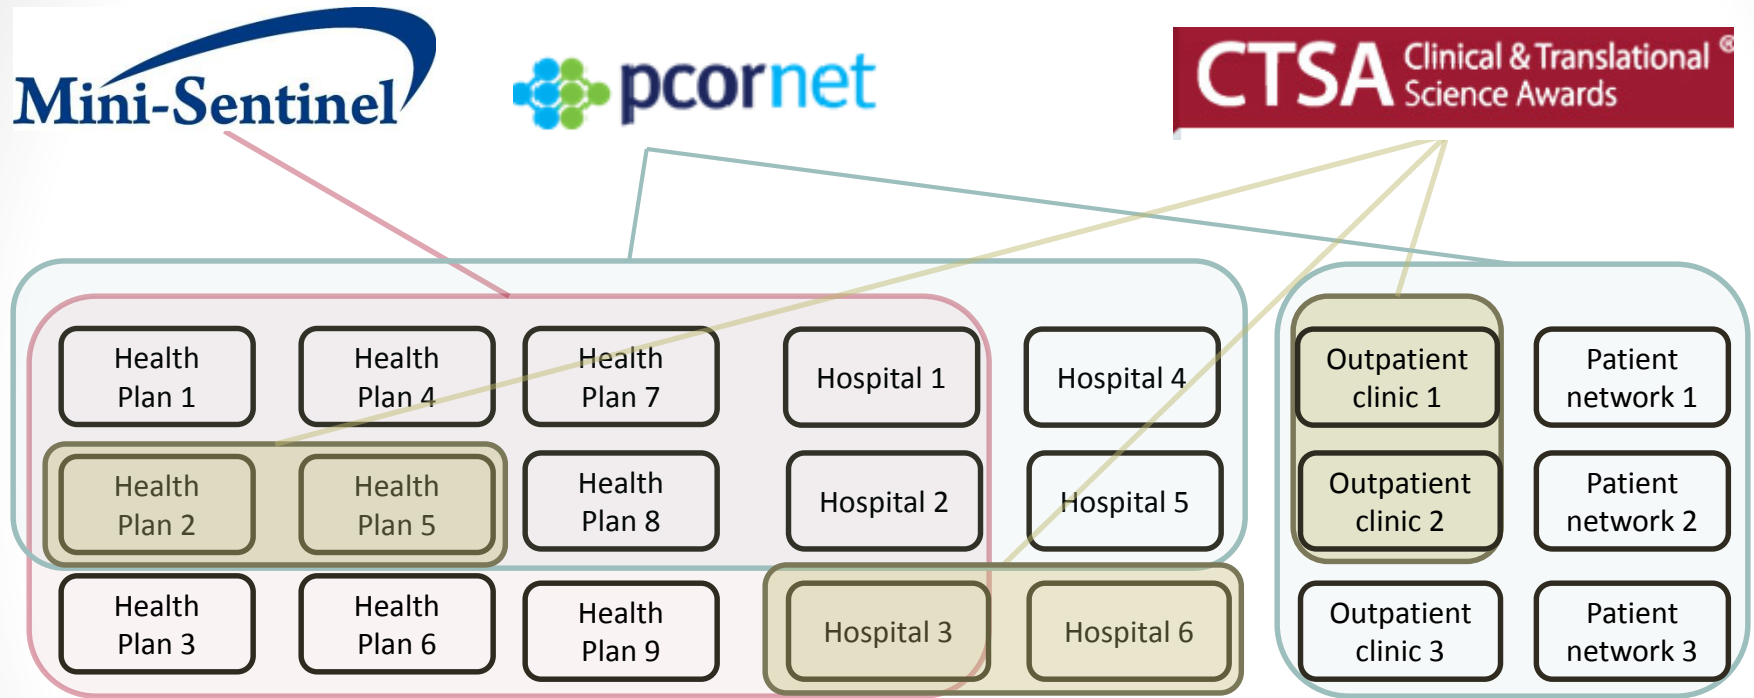 Mini-Sentinel
pcornet
CTSA Clinical & Translational ®
Science Awards
Health
Plan 1
Health
Plan 4
Health
Plan 7
Hospital 1
Hospital 4
Outpatient
clinic 1
Patient
network 1
Health
Plan 2
Health
Plan 5
Health
Plan 8
Hospital 2
Hospital 5
Outpatient
clinic 2
Patient
network 2
Health
Plan 3
Health
Plan 6
Health
Plan 9
Hospital 3
Hospital 6
Outpatient
clinic 3
Patient
network 3